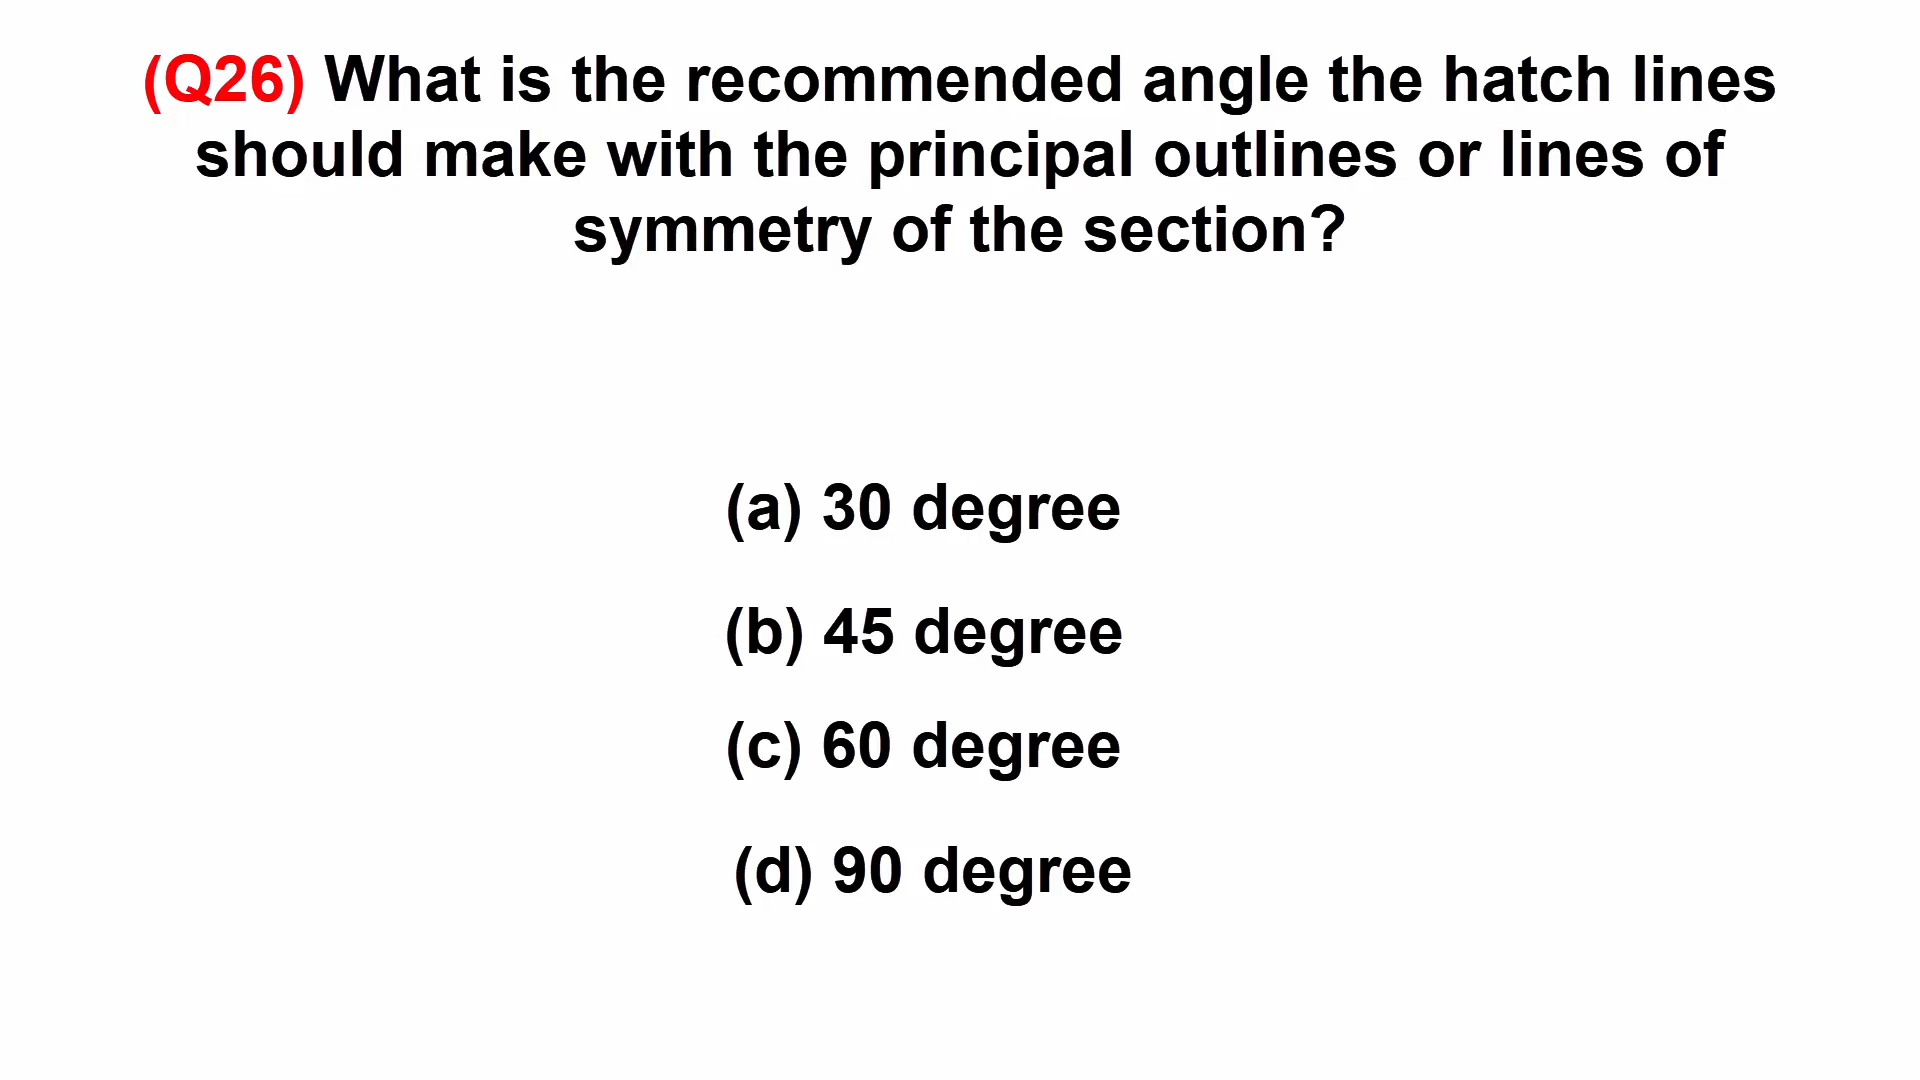 (Q26) What is the recommended angle the hatch lines
should make with the principal outlines or lines of
symmetry of the section?
(a) 30 degree
(b) 45 degree
(c) 60 degree
(d) 90 degree